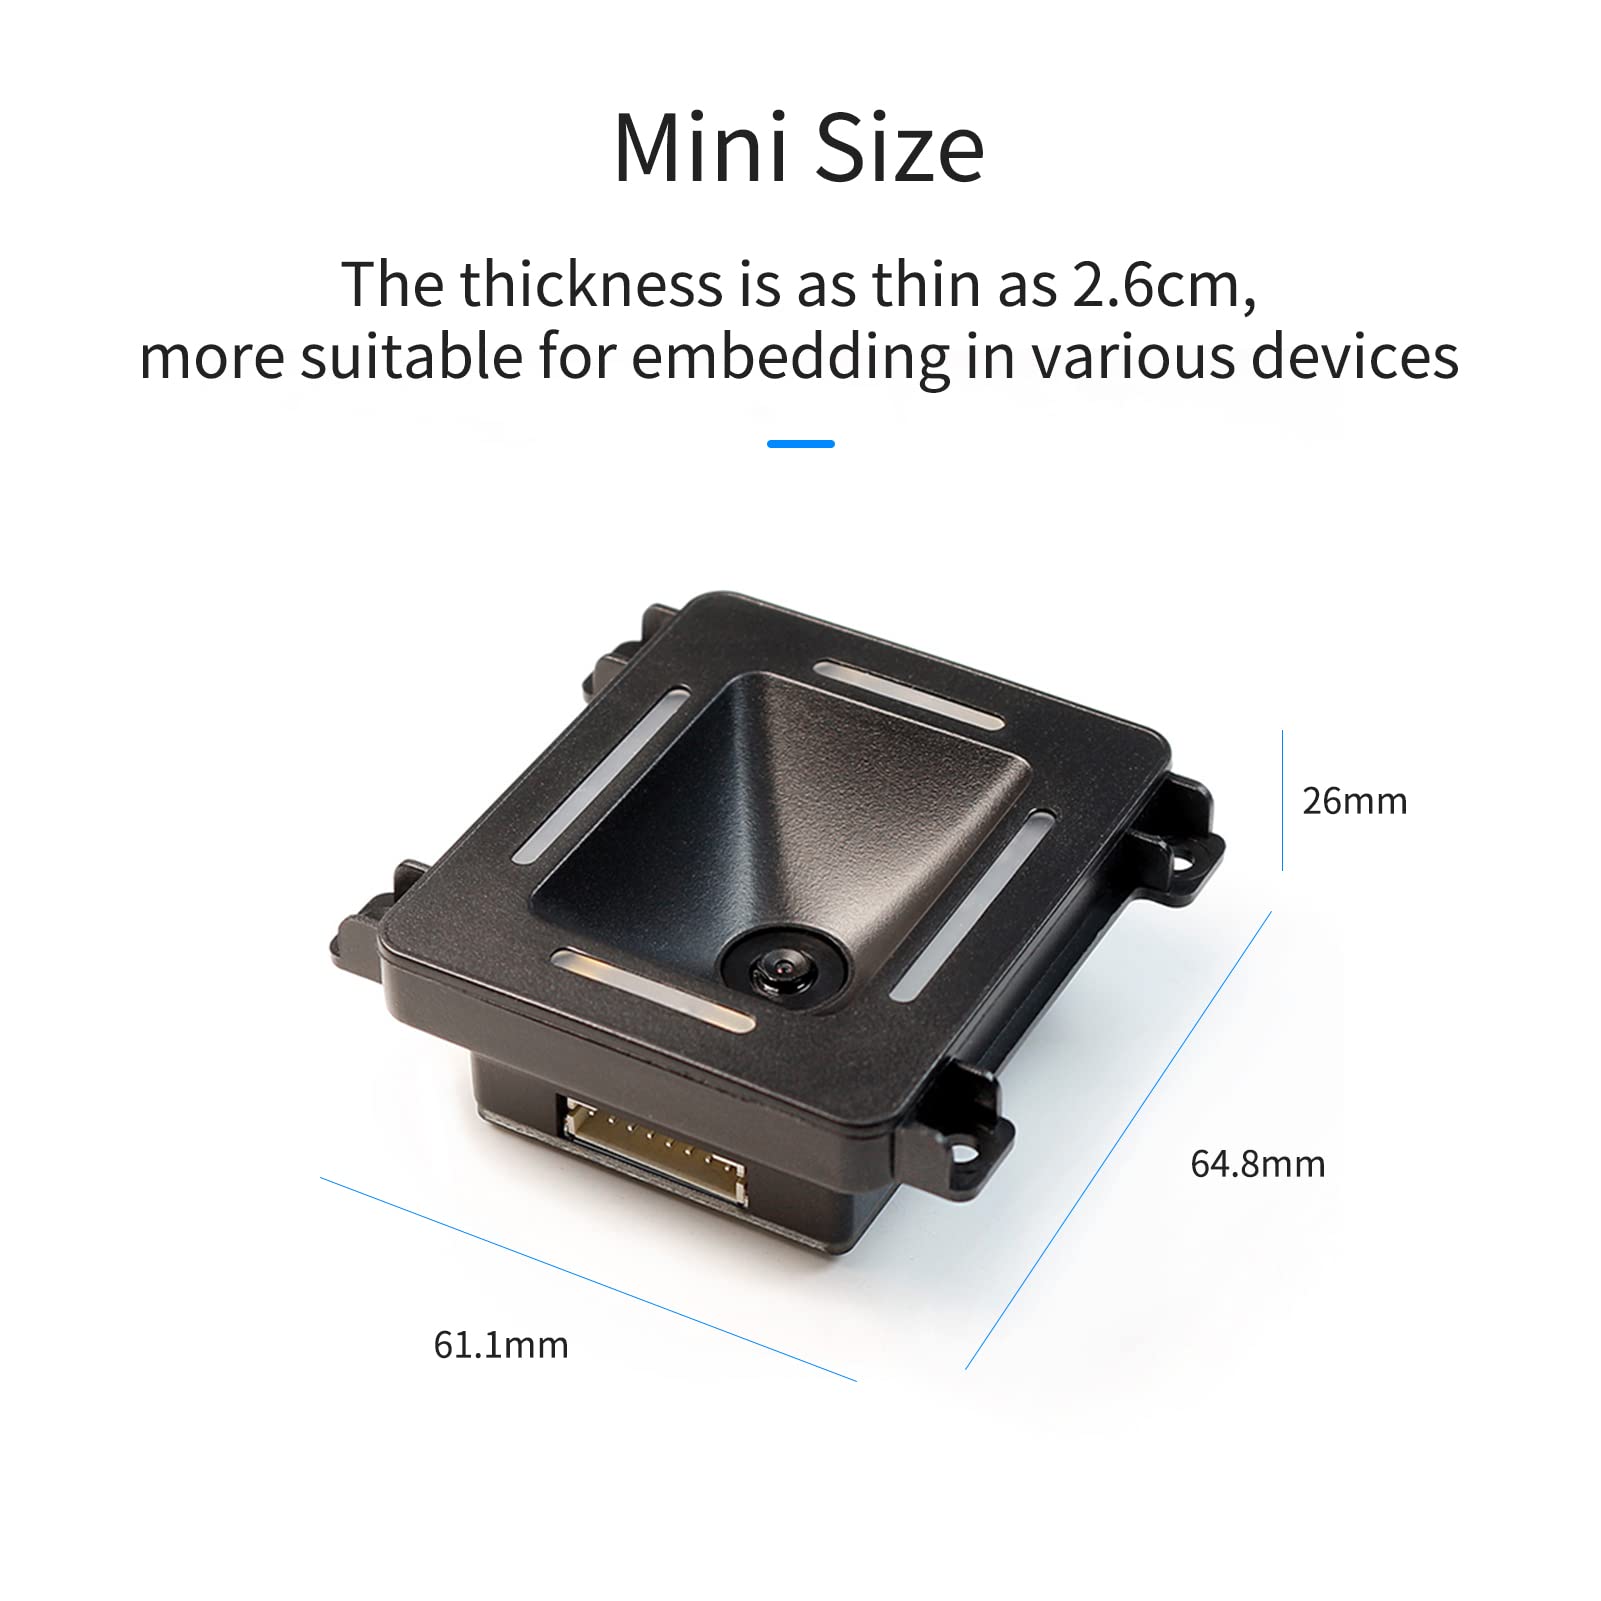 Mini Size
The thickness is as thin as 2.6cm,
more suitable for embedding in various devices
26mm
64.8mm
61.1mm